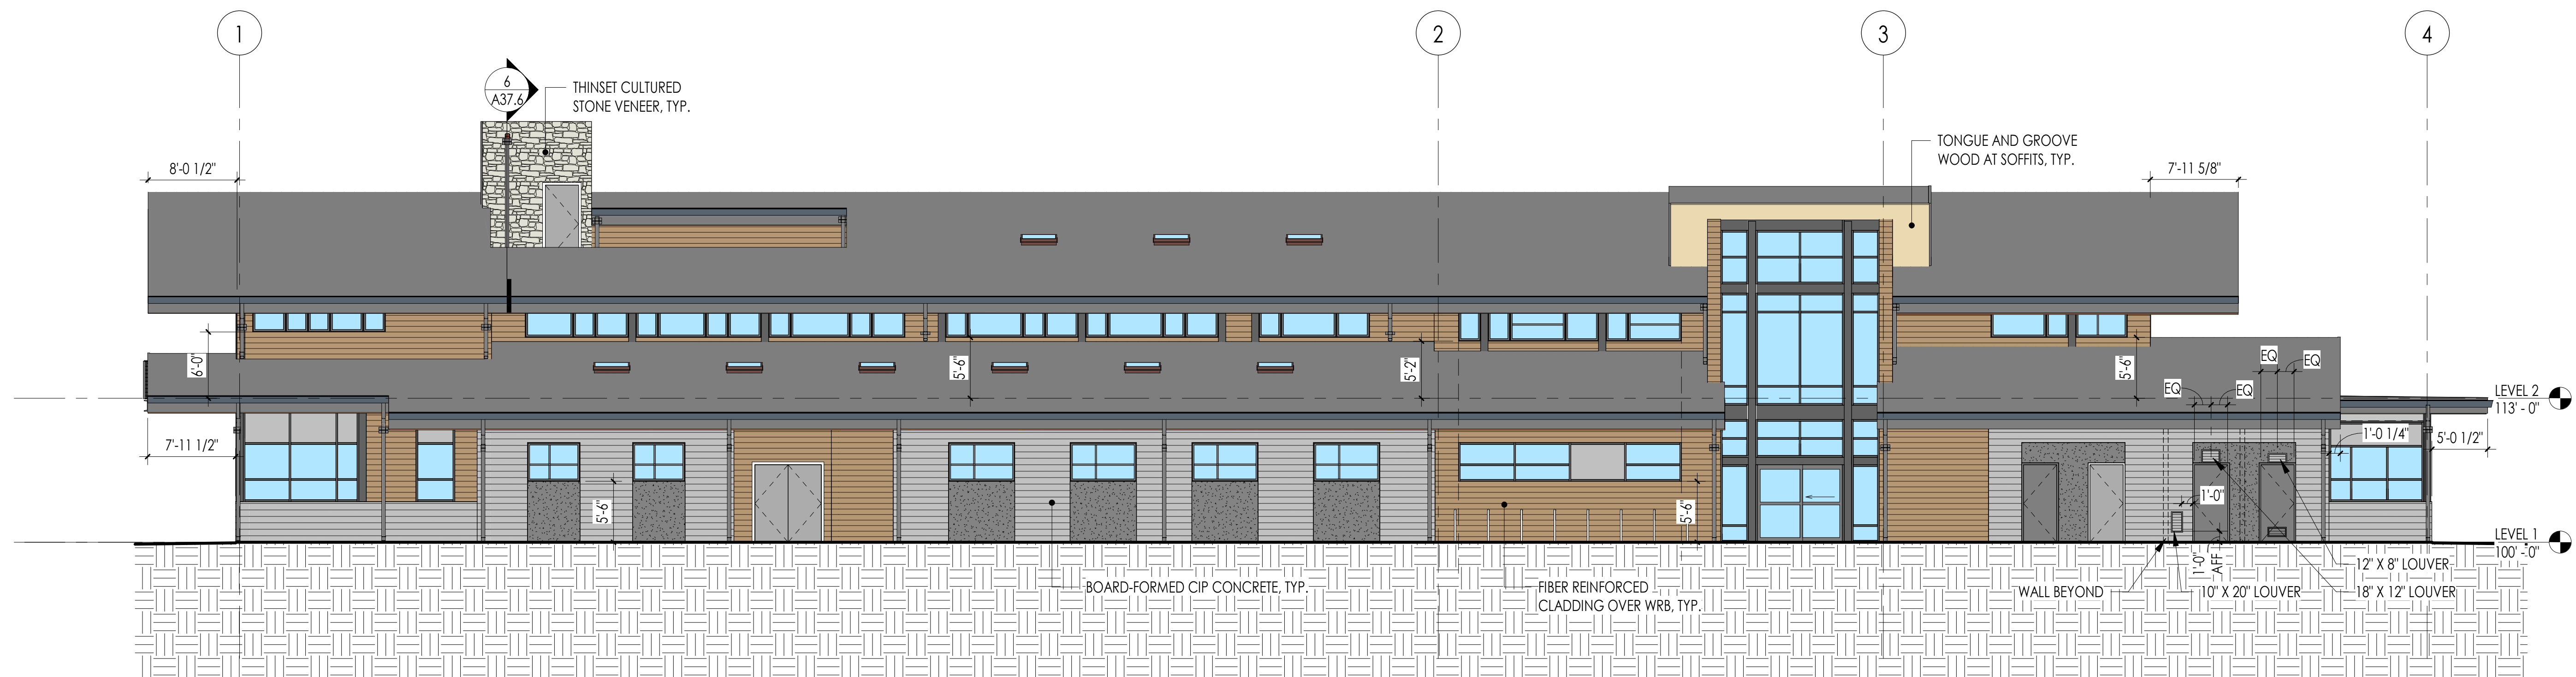 1
2
3
4
6
A37.6
THINSET CULTURED
STONE VENEER, TYP.
TONGUE AND GROOVE
WOOD AT SOFFITS, TYP.
8'-0 1/2"
7'-11 5/8"
6'-0"
5'-6"
5'-2"
5'-6"
EQ
EQ
EQ
EQ
LEVEL 2
113' - 0"
7'-11 1/2"
1'-0 1/4"
5'-0 1/2"
5'-6"
5'-6"
1'-0"
LEVEL 1
100' - 0"
1'-0"
AFF
BOARD-FORMED CIP CONCRETE, TYP.
FIBER REINFORCED
CLADDING OVER WRB, TYP.
WALL BEYOND
10" X 20" LOUVER
12" X 8" LOUVER
18" X 12" LOUVER